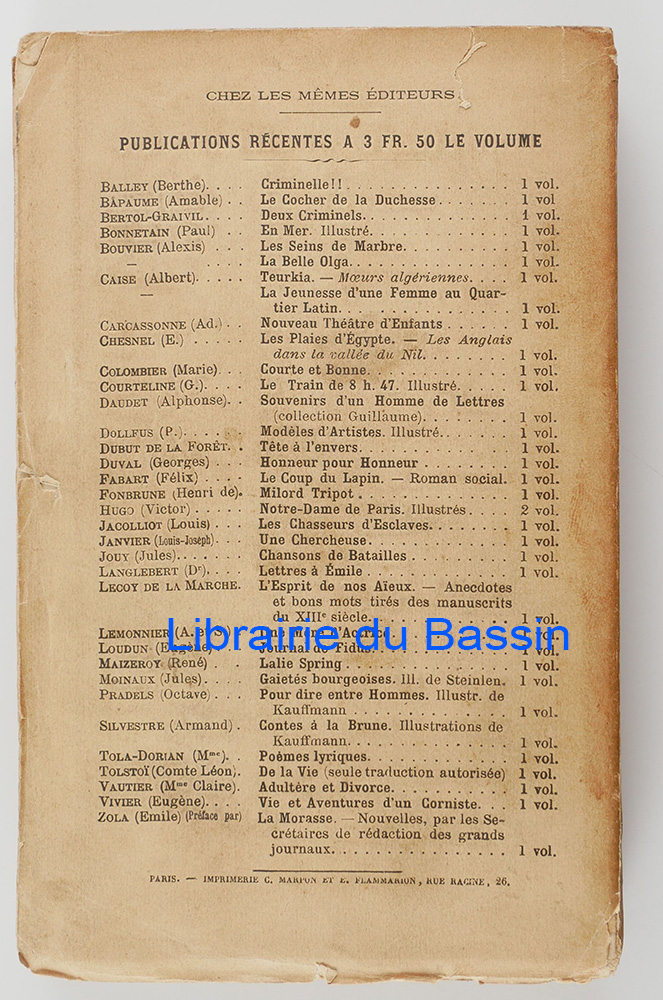 CHEZ LES MÊMES ÉDITEURS
PUBLICATIONS RÉCENTES A 3 FR. 50 LE VOLUME
BALLEY (Berthe). . . . Criminelle!! . . . . . . . . . . . . . . . 1 vol.
BAPAUME (Amable) . . Le Cocher de la Duchesse . . . . . . . 1 vol
BERTOL-GRAIVIL. . . . Deux Criminels. . . . . . . . . . . . . . 1 vol.
BONNETAIN (Paul) . . En Mer. Illustré. . . . . . . . . . . . . . 1 vol.
BOUVIER (Alexis) . . . Les Seins de Marbre. . . . . . . . . . . 1 vol.
— . . . . La Belle Olga. . . . . . . . . . . . . . . . 1 vol.
CAISE (Albert). . . . . Teurkia. — Mœurs algériennes. . . . . 1 vol.
— La Jeunesse d'une Femme au Quar-
tier Latin. . . . . . . . . . . . . . . . 1 vol.
CARCASSONNE (Ad.) . . Nouveau Théâtre d'Enfants . . . . . . 1 vol.
CHESNEL (E.) . . . . . Les Plaies d'Égypte. — Les Anglais
dans la vallée du Nil. . . . . . . . . 1 vol.
COLOMBIER (Marie). . . Courte et Bonne. . . . . . . . . . . . . . 1 vol.
COURTELINE (G.). . . . Le Train de 8 h. 47. Illustré. . . . . . 1 vol.
DAUDET (Alphonse). . Souvenirs d'un Homme de Lettres
(collection Guillaume). . . . . . . . . 1 vol.
DOLLFUS (P.). . . . . . Modèles d'Artistes. Illustré. . . . . . . . 1 vol.
DUBUT DE LA FORÊT. . Tête à l'envers. . . . . . . . . . . . . . . 1 vol.
DUVAL (Georges) . . . Honneur pour Honneur . . . . . . . . 1 vol.
FABART (Félix) . . . . Le Coup du Lapin. — Roman social. 1 vol.
FONBRUNE (Henri de). Milord Tripot . . . . . . . . . . . . . . . 1 vol.
HUGO (Victor) . . . . . Notre-Dame de Paris. Illustrés . . . . 2 vol.
JACOLLIOT (Louis) . . . Les Chasseurs d'Esclaves. . . . . . . . 1 vol.
JANVIER (Louis-Joseph) . . . Une Chercheuse. . . . . . . . . . . . . . 1 vol.
JOUY (Jules). . . . . . . Chansons de Batailles . . . . . . . . . . 1 vol.
LANGLEBERT (Dr). . . . Lettres à Émile . . . . . . . . . . . . . . 1 vol.
LECOY DE LA MARCHE. L'Esprit de nos Aïeux. — Anecdotes
et bons mots tirés des manuscrits
du XIIIe siècle. . . . . . . . . . . . . . 1 vol.
Librairie du Bassin
LEMONNIER (A. et S.) 1 vol.
LOUDUN (Eugène) Journal de Fidus. . . . . . . . . . . . . 1 vol.
MAIZEROY (René) . . Lalie Spring . . . . . . . . . . . . . . . . 1 vol.
MOINAUX (Jules). . . . Gaietés bourgeoises. Ill. de Steinlen. 1 vol.
PRADELS (Octave) . . . Pour dire entre Hommes. Illustr. de
Kauffmann . . . . . . . . . . . . . . . 1 vol.
SILVESTRE (Armand) . Contes à la Brune. Illustrations de
Kauffmann. . . . . . . . . . . . . . . 1 vol.
TOLA-DORIAN (Mme). . Poèmes lyriques. . . . . . . . . . . . . . 1 vol.
TOLSTOÏ (Comte Léon). De la Vie (seule traduction autorisée) 1 vol.
VAUTIER (Mme Claire). Adultère et Divorce. . . . . . . . . . . . 1 vol.
VIVIER (Eugène). . . . Vie et Aventures d'un Corniste. . . 1 vol.
ZOLA (Emile) (Préface par) La Morasse. — Nouvelles, par les Se-
crétaires de rédaction des grands
journaux. . . . . . . . . . . . . . . . . 1 vol.
PARIS. — IMPRIMERIE C. MARPON ET E. FLAMMARION, RUE RACINE, 26.